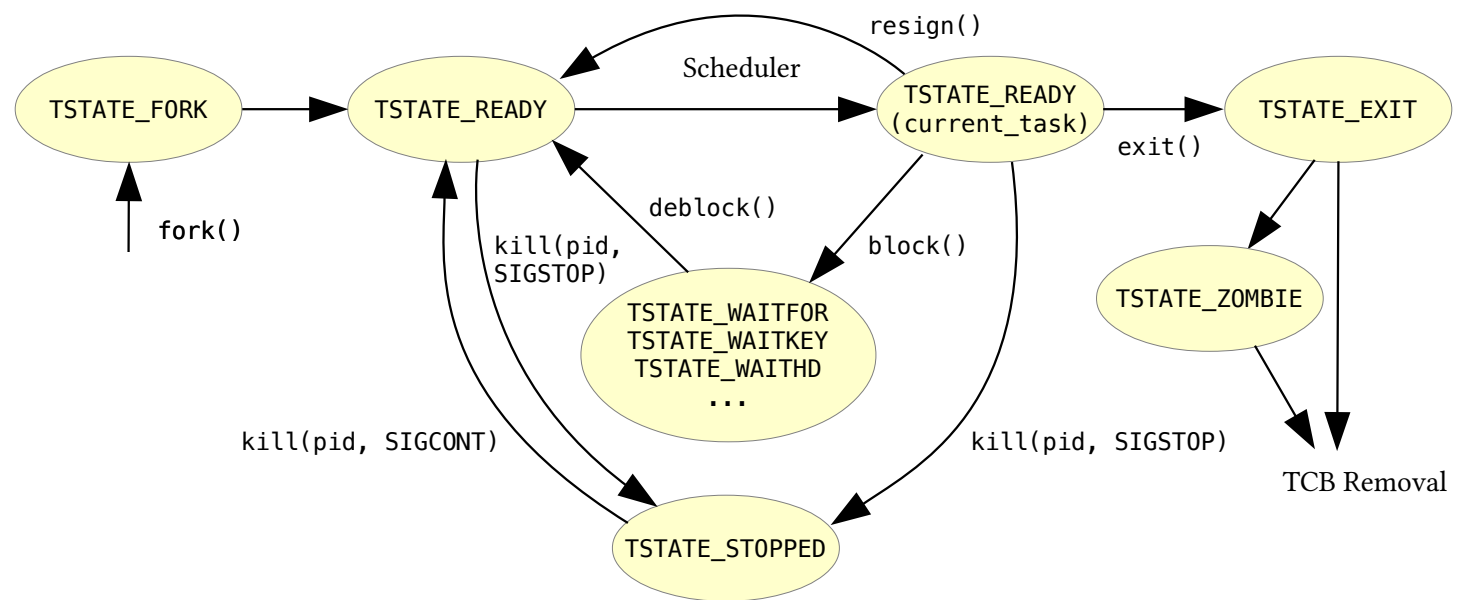 resign()
Scheduler
TSTATE_FORK
TSTATE_READY
TSTATE_READY
(current_task)
TSTATE_EXIT
exit()
fork()
deblock()
kill(pid,
SIGSTOP)
block()
TSTATE_WAITFOR
TSTATE_WAITKEY
TSTATE_WAITHD
...
TSTATE_ZOMBIE
kill(pid, SIGCONT)
kill(pid, SIGSTOP)
TCB Removal
TSTATE_STOPPED